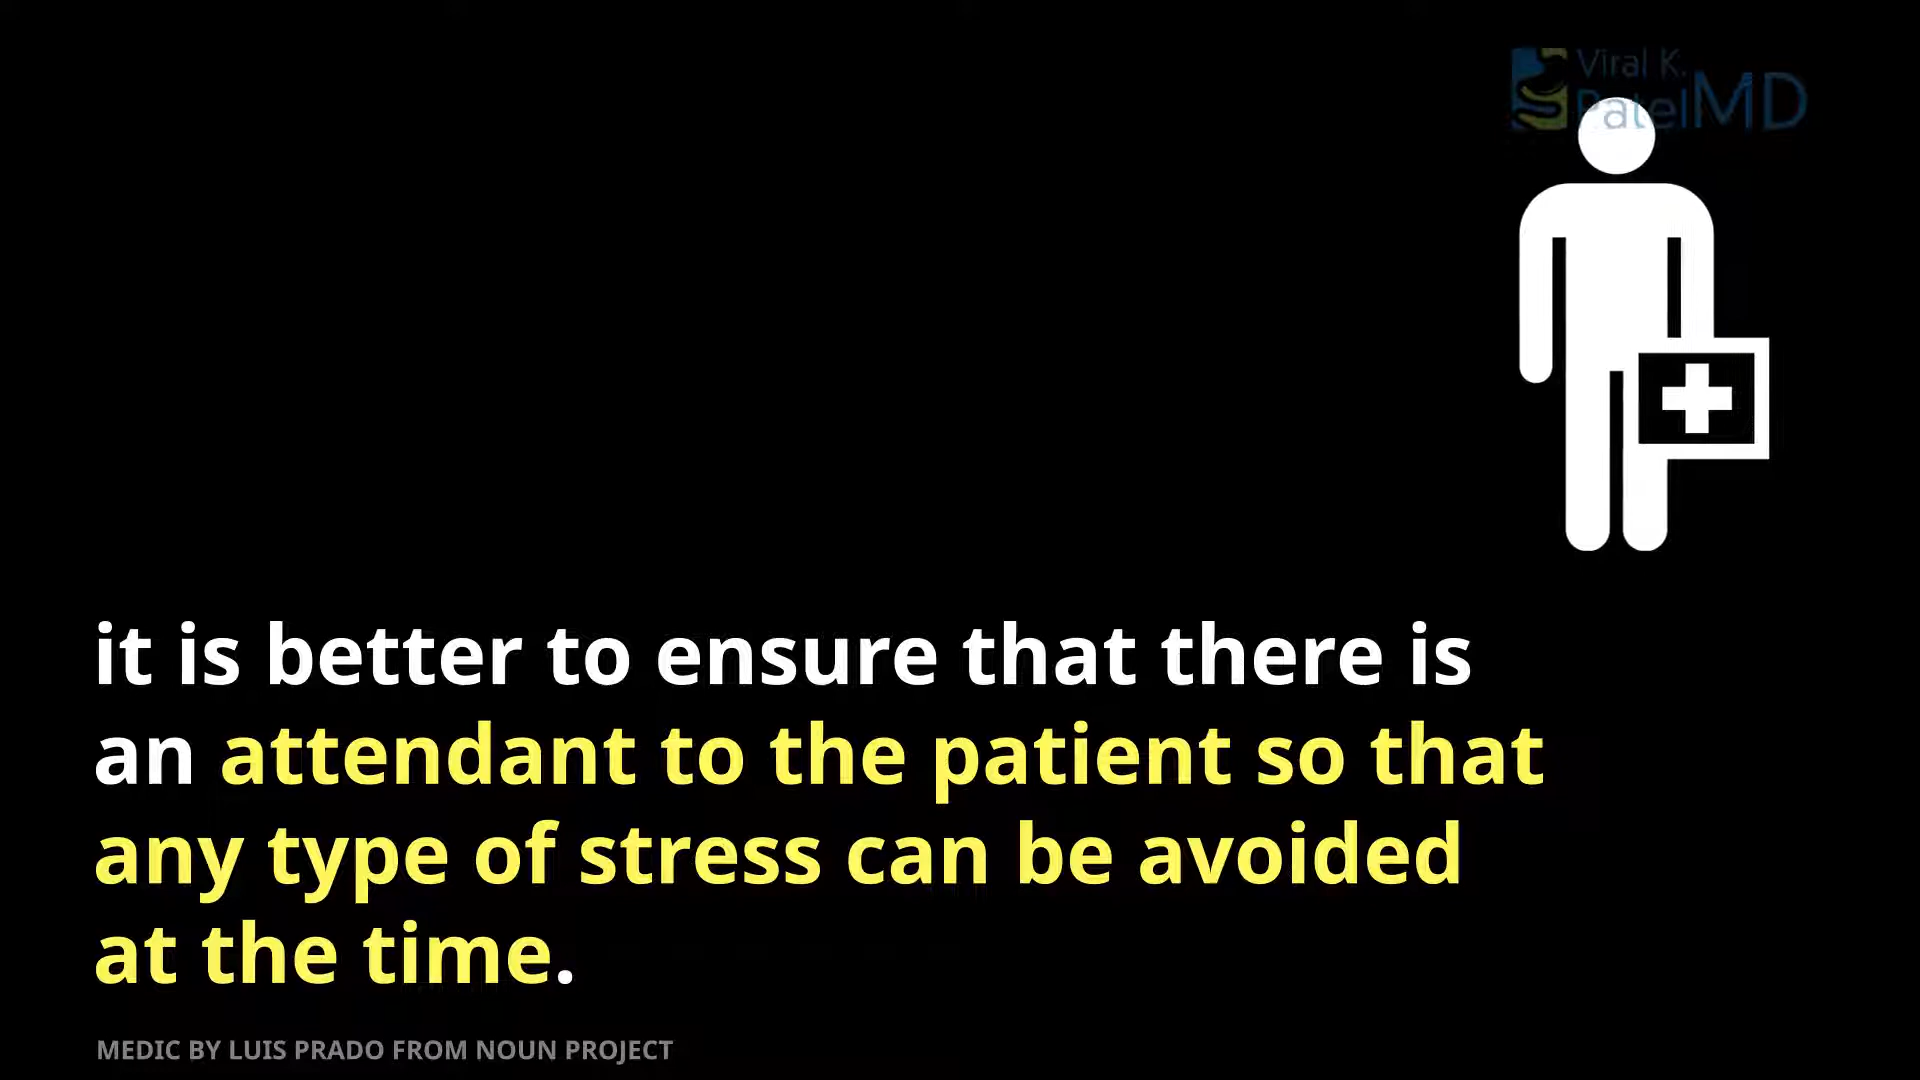 Viral K.
PatelMD
it is better to ensure that there is
an attendant to the patient so that
any type of stress can be avoided
at the time.
MEDIC BY LUIS PRADO FROM NOUN PROJECT